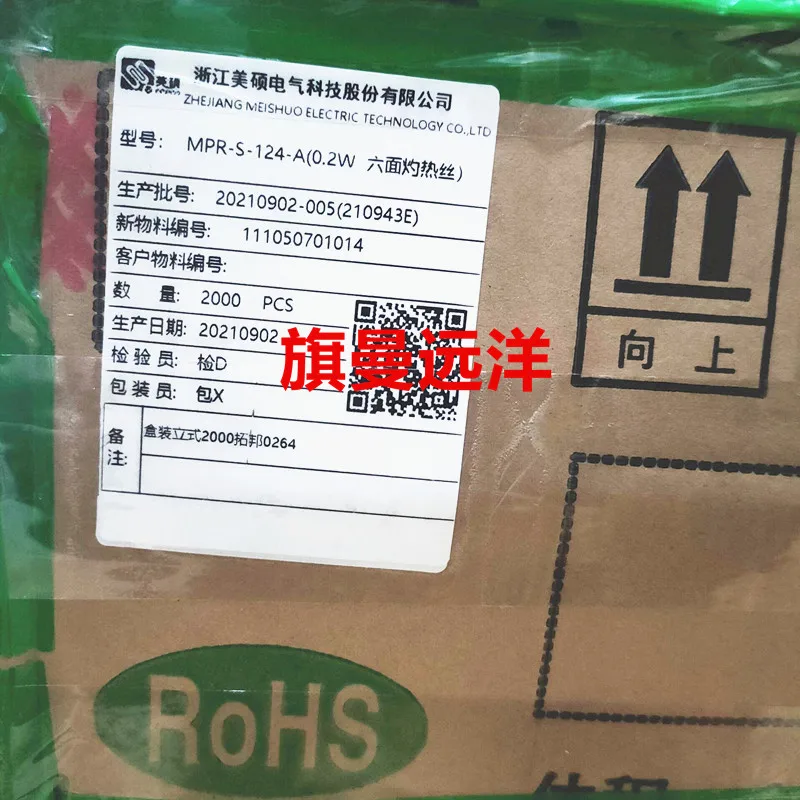 美硕
浙江美硕电气科技股份有限公司
ZHEJIANG MEISHUO ELECTRIC TECHNOLOGY CO.,LTD
型号: MPR-S-124-A(0.2W 六面灼热丝)
生产批号: 20210902-005(210943E)
新物料编号: 111050701014
客户物料编号:
数 量: 2000 PCS
生产日期: 20210902
检验员: 检D
包装员: 包X
备注: 盒装立式2000拓邦0264
旗曼远洋
向上
RoHS
体积